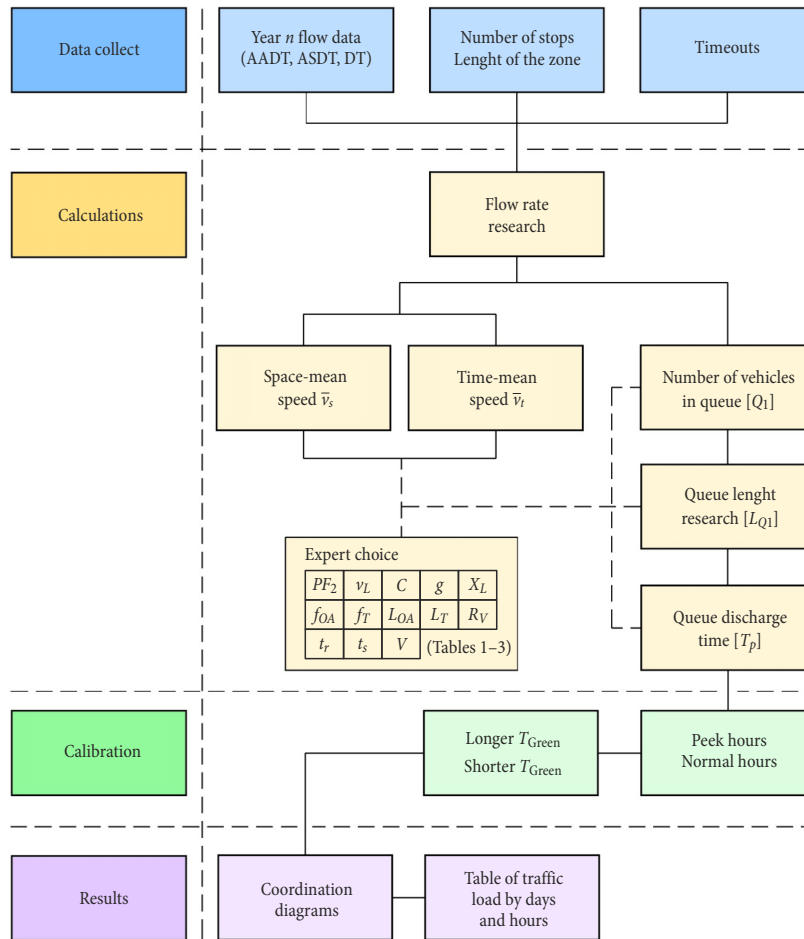 Data collect
Year n flow data
(AADT, ASDT, DT)
Number of stops
Lenght of the zone
Timeouts
Calculations
Flow rate
research
Space-mean
speed v̅s
Time-mean
speed v̅t
Number of vehicles
in queue [Q1]
Queue lenght
research [LQ1]
Expert choice
PF2 vL C g XL
fOA fT LOA LT RV
tr ts V (Tables 1–3)
Queue discharge
time [Tp]
Calibration
Longer TGreen
Shorter TGreen
Peek hours
Normal hours
Results
Coordination
diagrams
Table of traffic
load by days
and hours